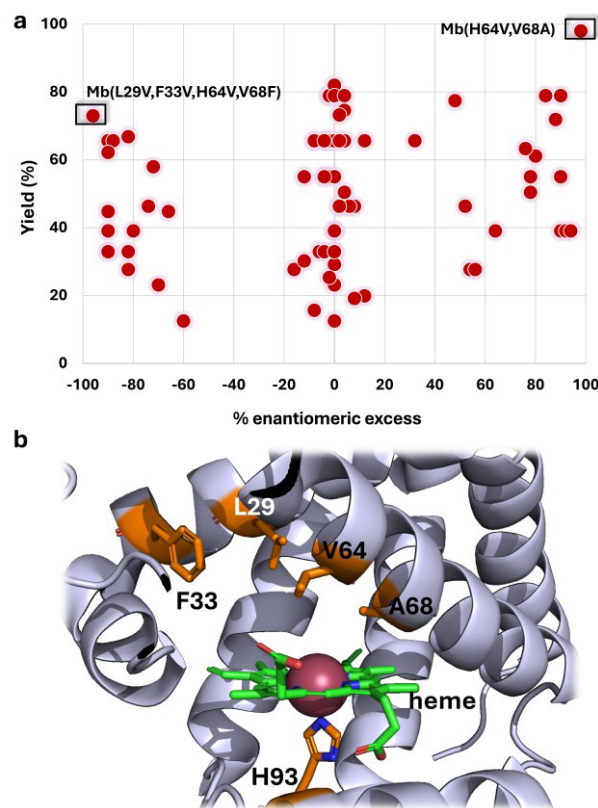 a
Mb(H64V,V68A)
Mb(L29V,F33V,H64V,V68F)
Yield (%)
100
80
60
40
20
0
-100 -80 -60 -40 -20 0 20 40 60 80 100
% enantiomeric excess
b
L29
V64
F33
A68
heme
H93